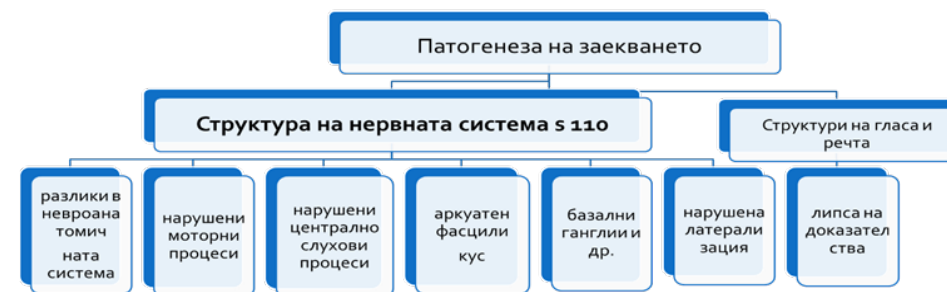 Патогенеза на заекването
Структура на нервната система s 110
Структури на гласа и
речта
разлики в
невроана
томич
ната
система
нарушени
моторни
процеси
нарушени
централно
слухови
процеси
аркуатен
фасцили
кус
базални
ганглии и
др.
нарушена
латерали
зация
липса на
доказател
ства